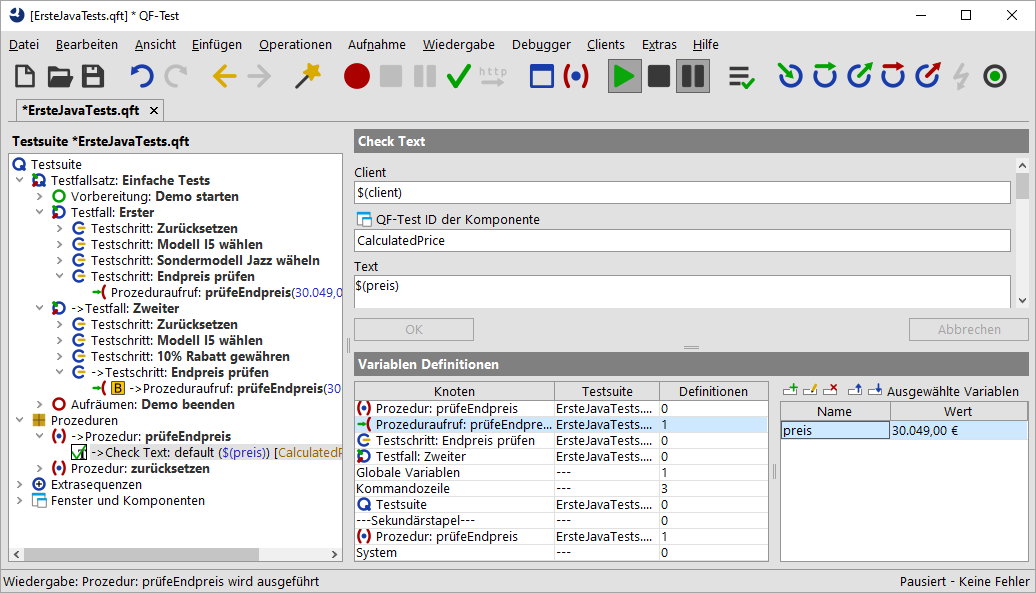 [ErsteJavaTests.qft] * QF-Test
Datei Bearbeiten Ansicht Einfügen Operationen Aufnahme Wiedergabe Debugger Clients Extras Hilfe
http
*ErsteJavaTests.qft
Testsuite *ErsteJavaTests.qft
Testsuite
Testfallsatz: Einfache Tests
Vorbereitung: Demo starten
Testfall: Erster
Testschritt: Zurücksetzen
Testschritt: Modell I5 wählen
Testschritt: Sondermodell Jazz wäheln
Testschritt: Endpreis prüfen
Prozeduraufruf: prüfeEndpreis(30.049,0
->Testfall: Zweiter
Testschritt: Zurücksetzen
Testschritt: Modell I5 wählen
Testschritt: 10% Rabatt gewähren
->Testschritt: Endpreis prüfen
B ->Prozeduraufruf: prüfeEndpreis(30
Aufräumen: Demo beenden
Prozeduren
->Prozedur: prüfeEndpreis
->Check Text: default ($(preis)) [CalculatedP
Prozedur: zurücksetzen
Extrasequenzen
Fenster und Komponenten
Check Text
Client
$(client)
QF-Test ID der Komponente
CalculatedPrice
Text
$(preis)
OK Abbrechen
Variablen Definitionen
Knoten Testsuite Definitionen
Prozedur: prüfeEndpreis ErsteJavaTests.... 0
Prozeduraufruf: prüfeEndpre... ErsteJavaTests.... 1
Testschritt: Endpreis prüfen ErsteJavaTests.... 0
Testfall: Zweiter ErsteJavaTests.... 0
Globale Variablen --- 1
Kommandozeile --- 3
Testsuite ErsteJavaTests.... 0
---Sekundärstapel--- --- 0
Prozedur: prüfeEndpreis ErsteJavaTests.... 1
System --- 0
Ausgewählte Variablen
Name Wert
preis 30.049,00 €
Wiedergabe: Prozedur: prüfeEndpreis wird ausgeführt Pausiert - Keine Fehler